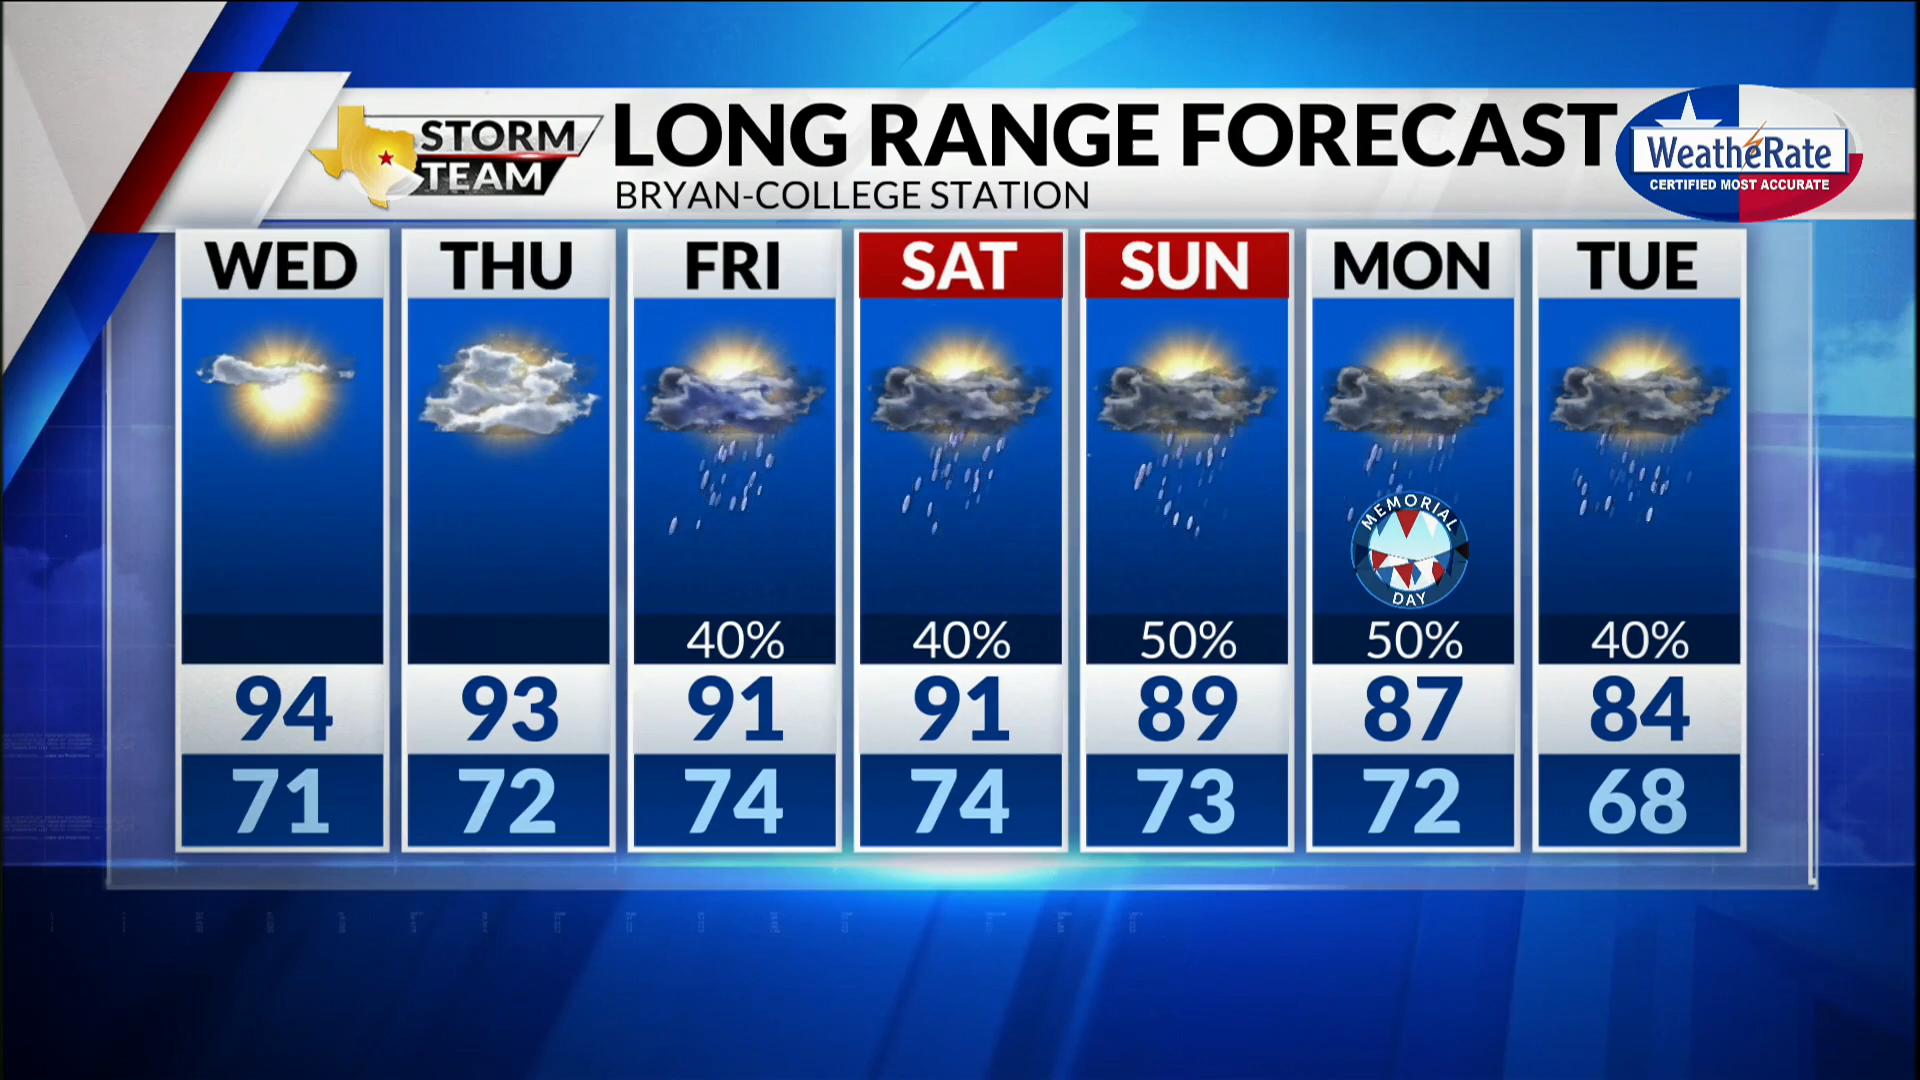 STORM
TEAM
LONG RANGE FORECAST
BRYAN-COLLEGE STATION
WeatheRate
CERTIFIED MOST ACCURATE
WED THU FRI SAT SUN MON TUE
MEMORIAL
DAY
40% 40% 50% 50% 40%
94 93 91 91 89 87 84
71 72 74 74 73 72 68